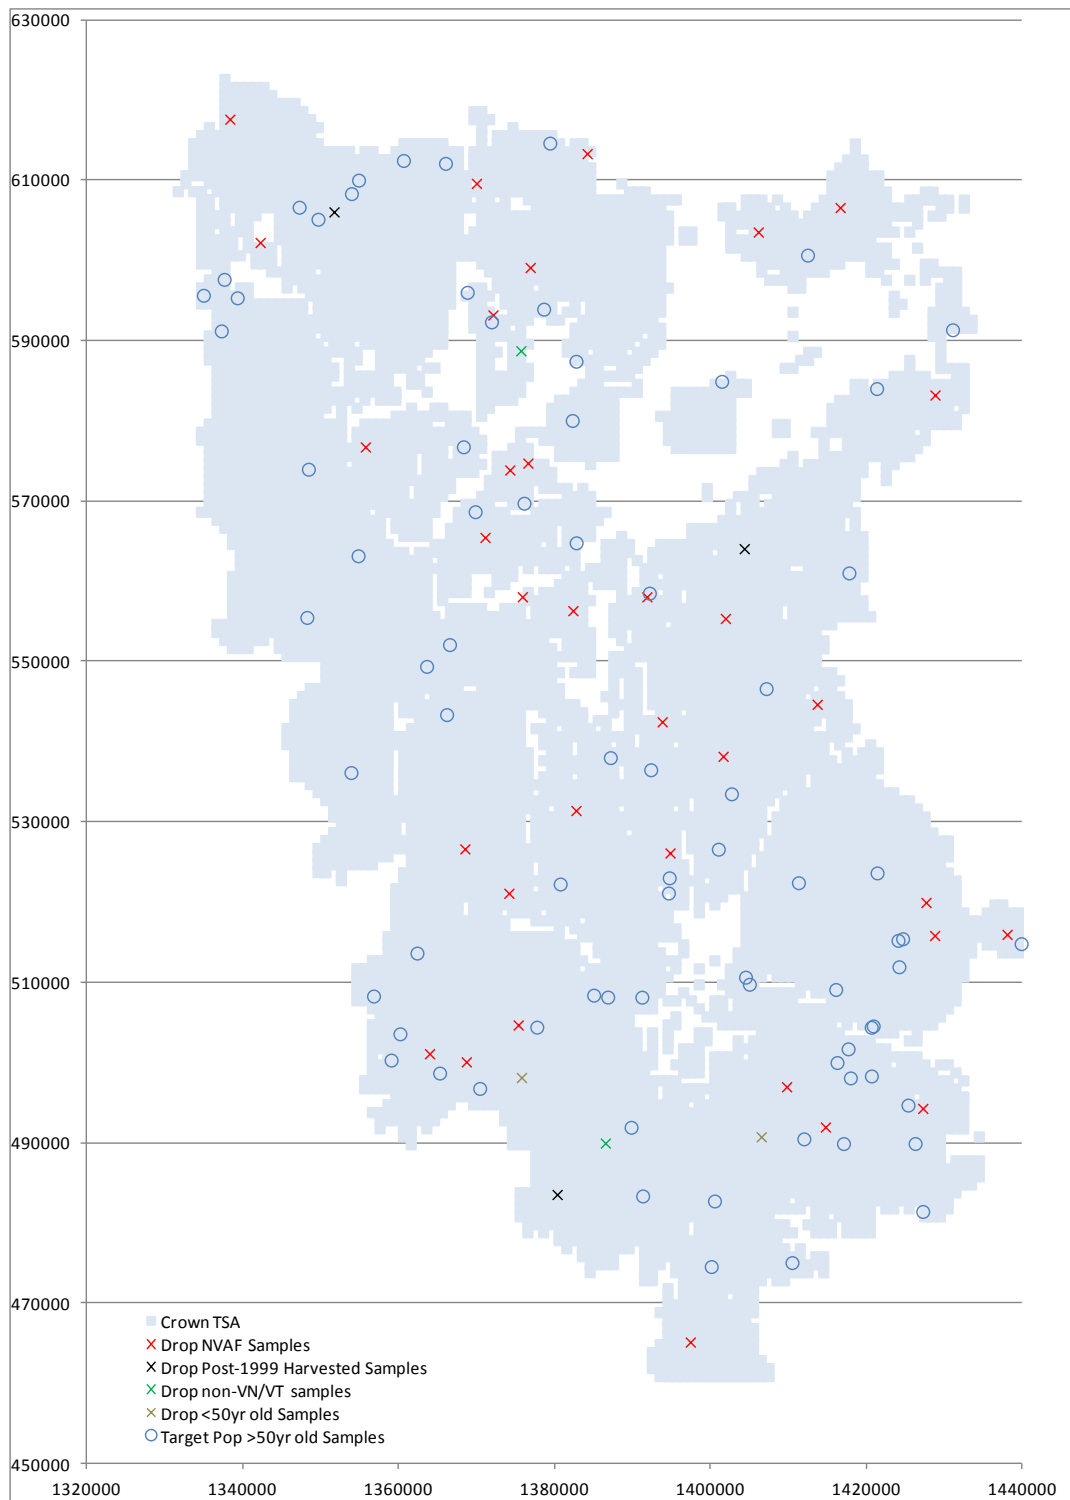 630000
610000
590000
570000
550000
530000
510000
490000
470000
450000
Crown TSA
Drop NVAF Samples
Drop Post-1999 Harvested Samples
Drop non-VN/VT samples
Drop <50yr old Samples
Target Pop >50yr old Samples
1320000 1340000 1360000 1380000 1400000 1420000 1440000